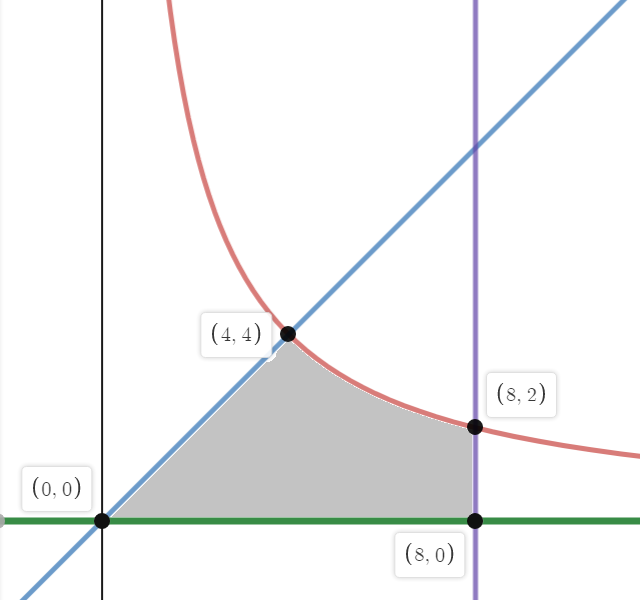 (4, 4)
(8, 2)
(0, 0)
(8, 0)